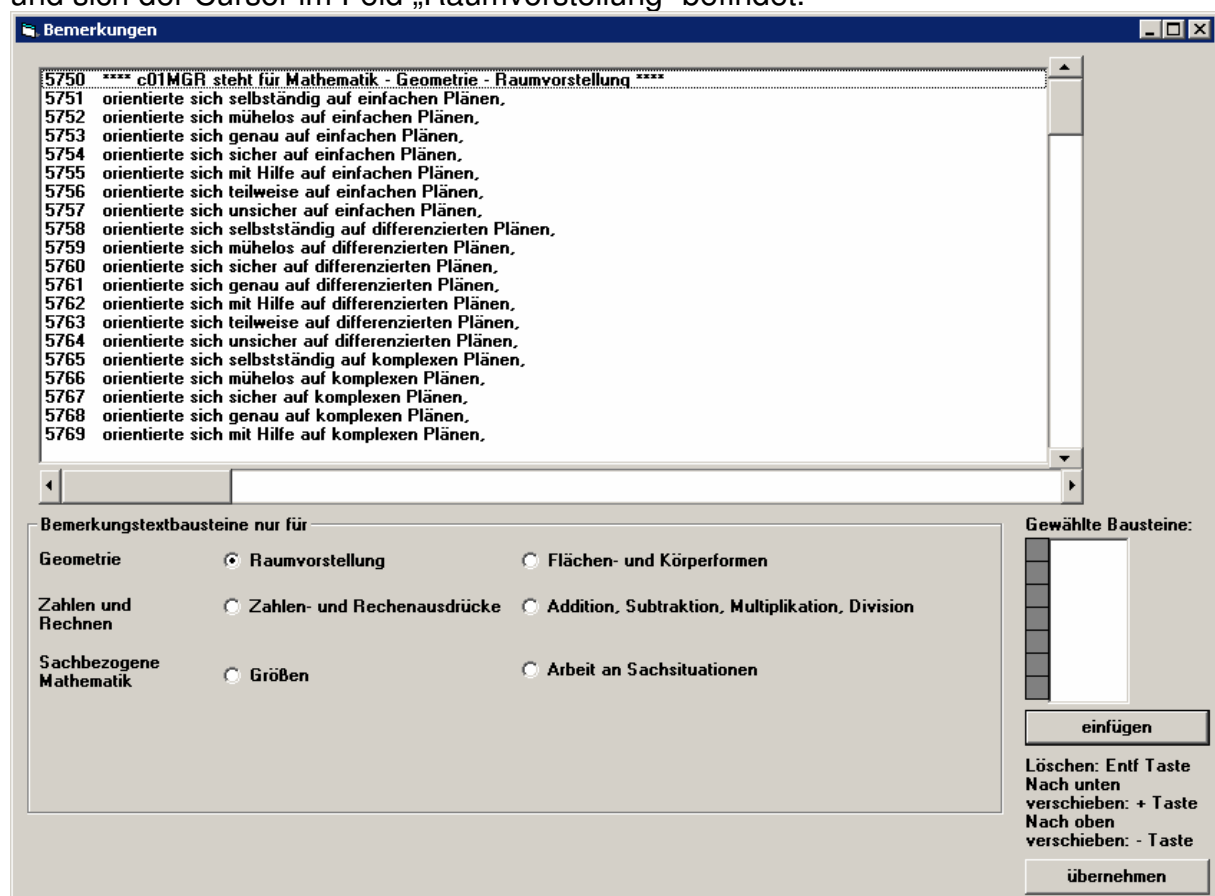 und sich der Cursor im Feld „Raumvorstellung“ befindet.
Bemerkungen
5750 **** c01MGR steht für Mathematik - Geometrie - Raumvorstellung ****
5751 orientierte sich selbständig auf einfachen Plänen,
5752 orientierte sich mühelos auf einfachen Plänen,
5753 orientierte sich genau auf einfachen Plänen,
5754 orientierte sich sicher auf einfachen Plänen,
5755 orientierte sich mit Hilfe auf einfachen Plänen,
5756 orientierte sich teilweise auf einfachen Plänen,
5757 orientierte sich unsicher auf einfachen Plänen,
5758 orientierte sich selbstständig auf differenzierten Plänen,
5759 orientierte sich mühelos auf differenzierten Plänen,
5760 orientierte sich sicher auf differenzierten Plänen,
5761 orientierte sich genau auf differenzierten Plänen,
5762 orientierte sich mit Hilfe auf differenzierten Plänen,
5763 orientierte sich teilweise auf differenzierten Plänen,
5764 orientierte sich unsicher auf differenzierten Plänen,
5765 orientierte sich selbstständig auf komplexen Plänen,
5766 orientierte sich mühelos auf komplexen Plänen,
5767 orientierte sich sicher auf komplexen Plänen,
5768 orientierte sich genau auf komplexen Plänen,
5769 orientierte sich mit Hilfe auf komplexen Plänen,
Bemerkungstextbausteine nur für
Geometrie Raumvorstellung Flächen- und Körperformen
Zahlen und
Rechnen
Zahlen- und Rechenausdrücke Addition, Subtraktion, Multiplikation, Division
Sachbezogene
Mathematik
Größen Arbeit an Sachsituationen
Gewählte Bausteine:
einfügen
Löschen: Entf Taste
Nach unten
verschieben: + Taste
Nach oben
verschieben: - Taste
übernehmen